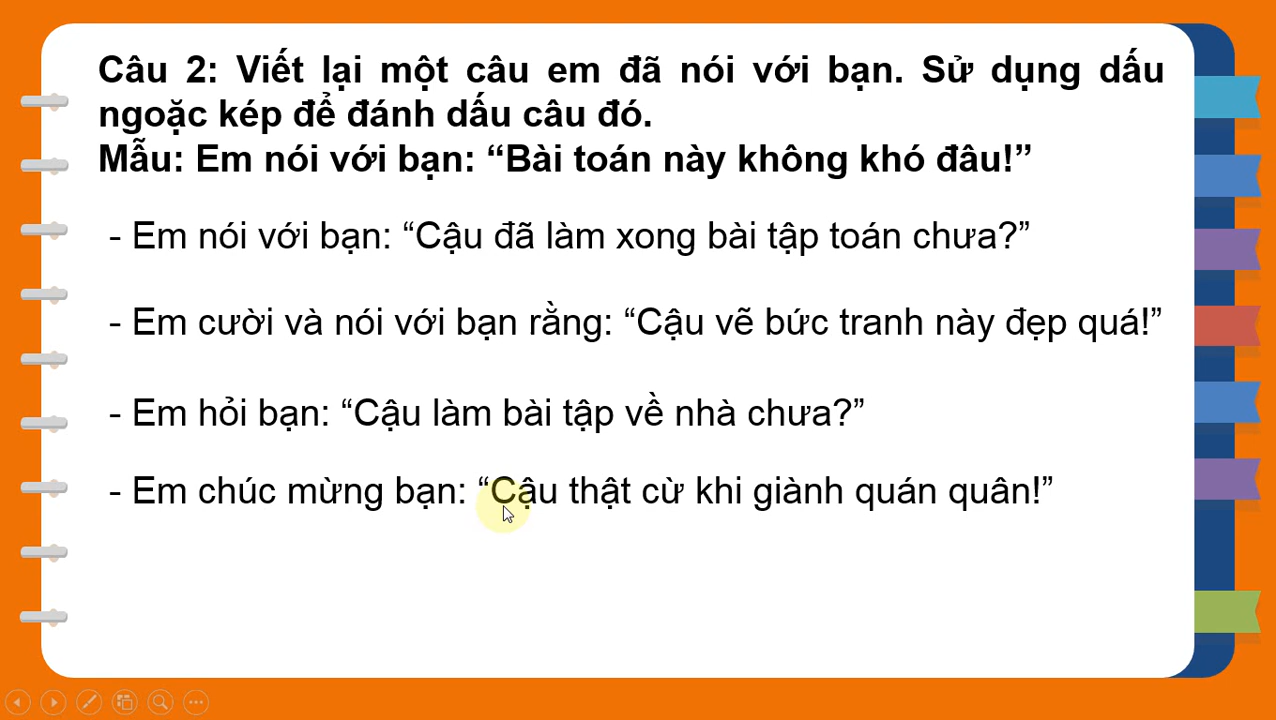 Câu 2: Viết lại một câu em đã nói với bạn. Sử dụng dấu
ngoặc kép để đánh dấu câu đó.
Mẫu: Em nói với bạn: “Bài toán này không khó đâu!”
- Em nói với bạn: “Cậu đã làm xong bài tập toán chưa?”
- Em cười và nói với bạn rằng: “Cậu vẽ bức tranh này đẹp quá!”
- Em hỏi bạn: “Cậu làm bài tập về nhà chưa?”
- Em chúc mừng bạn: “Cậu thật cừ khi giành quán quân!”